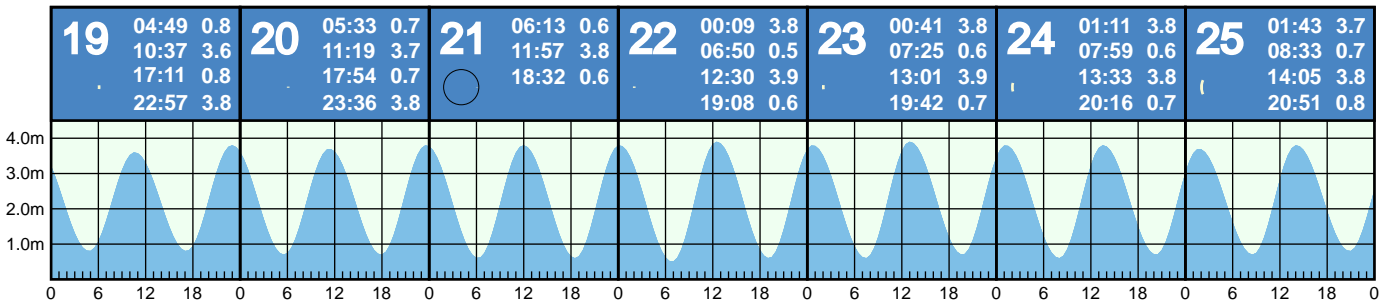 19 04:49 0.8 20 05:33 0.7 21 06:13 0.6 22 00:09 3.8 23 00:41 3.8 24 01:11 3.8 25 01:43 3.7
10:37 3.6 11:19 3.7 11:57 3.8 06:50 0.5 07:25 0.6 07:59 0.6 08:33 0.7
17:11 0.8 17:54 0.7 18:32 0.6 12:30 3.9 13:01 3.9 13:33 3.8 14:05 3.8
22:57 3.8 23:36 3.8 19:08 0.6 19:42 0.7 20:16 0.7 20:51 0.8
4.0m
3.0m
2.0m
1.0m
0 6 12 18 0 6 12 18 0 6 12 18 0 6 12 18 0 6 12 18 0 6 12 18 0 6 12 18 0